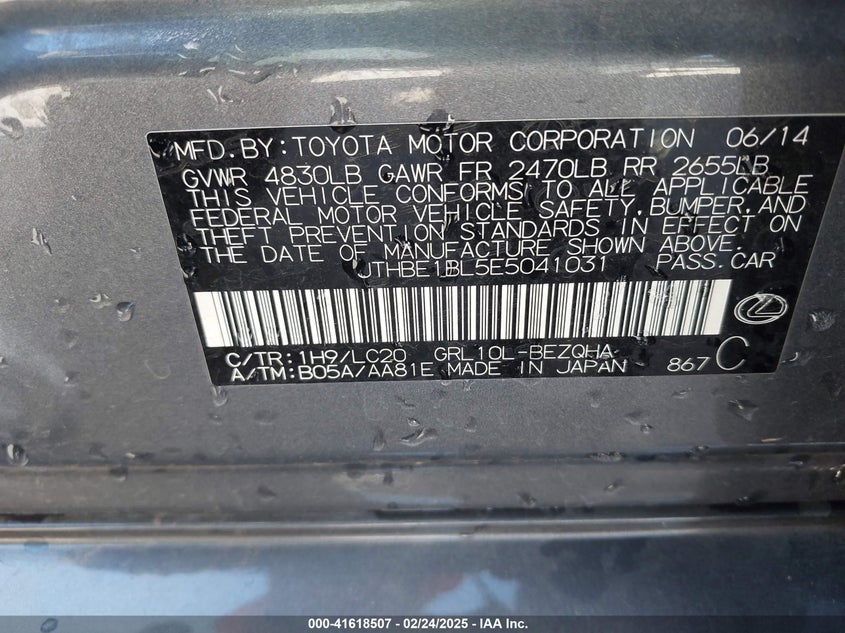 MFD.BY:TOYOTA MOTOR CORPORATION 06/14
GVWR 4830LB GAWR FR 2470LB RR 2655LB
THIS VEHICLE CONFORMS TO ALL APPLICABLE
FEDERAL MOTOR VEHICLE SAFETY,BUMPER,AND
THEFT PREVENTION STANDARDS IN EFFECT ON
THE DATE OF MANUFACTURE SHOWN ABOVE.
JTHBE1BL5E5041031 PASS.CAR
C/TR:1H9/LC20 GRL10L-BEZQHA
A/TM:B05A/AA81E MADE IN JAPAN 867 C
000-41618507 - 02/24/2025 - IAAI, Inc.